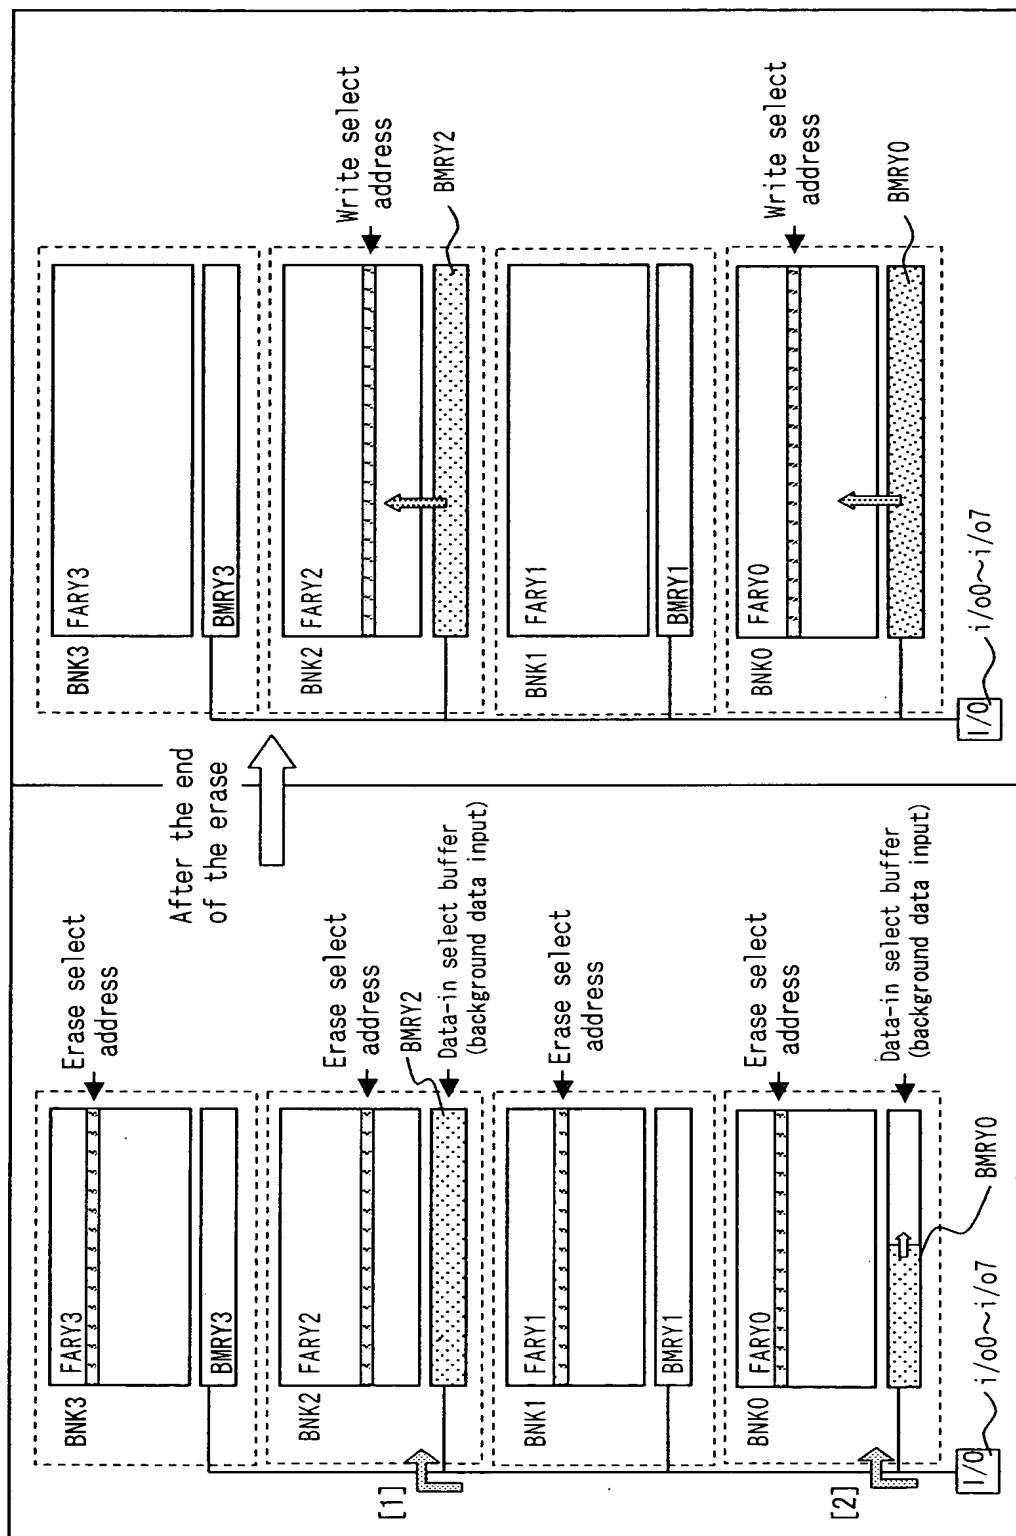 Erase select
address
FARY3
BMRY3
BNK3
Erase select
address
BMRY2
Data-in select buffer
(background data input)
FARY2
BNK2
[1]
Erase select
address
FARY1
BMRY1
BNK1
Erase select
address
Data-in select buffer
(background data input)
FARY0
BNK0
BMRY0
[2]
I/O
i/o0~i/o7
After the end
of the erase
FARY3
BMRY3
BNK3
Write select
address
BMRY2
FARY2
BNK2
FARY1
BMRY1
BNK1
Write select
address
BMRY0
FARY0
BNK0
I/O
i/o0~i/o7